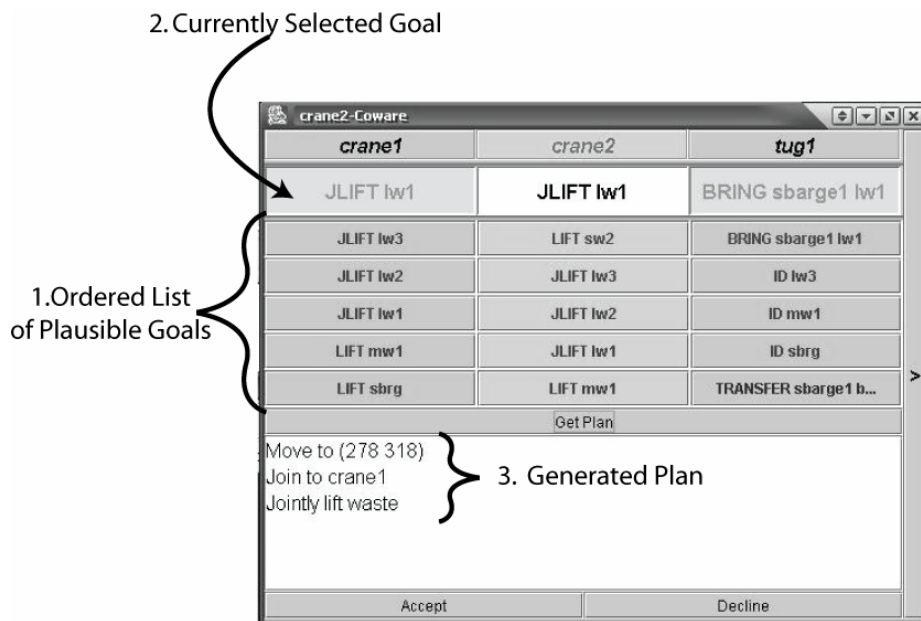 2. Currently Selected Goal
crane2-Coware
crane1 crane2 tug1
JLIFT lw1 JLIFT lw1 BRING sbarge1 lw1
JLIFT lw3 LIFT sw2 BRING sbarge1 lw1
JLIFT lw2 JLIFT lw3 ID lw3
1.Ordered List
of Plausible Goals
JLIFT lw1 JLIFT lw2 ID mw1
LIFT mw1 JLIFT lw1 ID sbrg
LIFT sbrg LIFT mw1 TRANSFER sbarge1 b...
>
Get Plan
Move to (278 318)
Join to crane1
Jointly lift waste
3. Generated Plan
Accept Decline